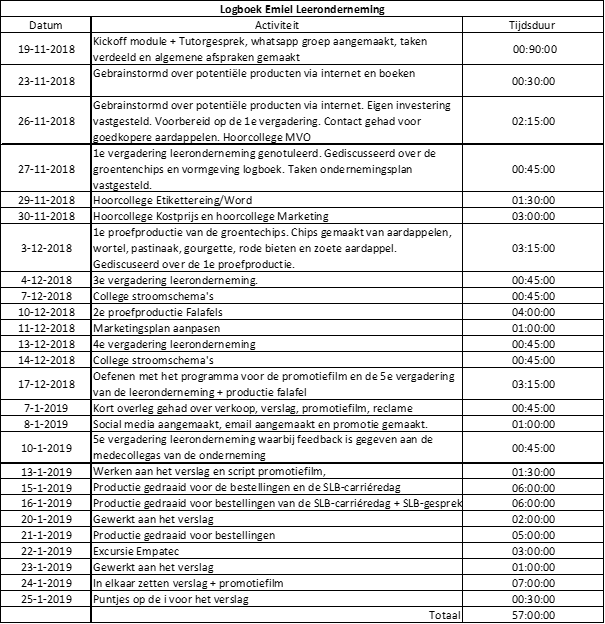 Logboek Emiel Leeronderneming
Datum Activiteit Tijdsduur
19-11-2018 Kickoff module + Tutorgesprek, whatsapp groep aangemaakt, taken
verdeeld en algemene afspraken gemaakt 00:90:00
23-11-2018 Gebrainstormd over potentiële producten via internet en boeken 00:30:00
26-11-2018 Gebrainstormd over potentiële producten via internet. Eigen investering
vastgesteld. Voorbereid op de 1e vergadering. Contact gehad voor
goedkopere aardappelen. Hoorcollege MVO 02:15:00
27-11-2018 1e vergadering leeronderneming genotuleerd. Gediscusseerd over de
groentenchips en vormgeving logboek. Taken ondernemingsplan
vastgesteld. 00:45:00
29-11-2018 Hoorcollege Etikettereing/Word 01:30:00
30-11-2018 Hoorcollege Kostprijs en hoorcollege Marketing 03:00:00
3-12-2018 1e proefproductie van de groentechips. Chips gemaakt van aardappelen,
wortel, pastinaak, gourgette, rode bieten en zoete aardappel.
Gediscuseerd over de 1e proefproductie. 03:15:00
4-12-2018 3e vergadering leeronderneming. 00:45:00
7-12-2018 College stroomschema's 00:45:00
10-12-2018 2e proefproductie Falafels 04:00:00
11-12-2018 Marketingsplan aanpasen 01:00:00
13-12-2018 4e vergadering leeronderneming 00:45:00
14-12-2018 College stroomschema's 00:45:00
17-12-2018 Oefenen met het programma voor de promotiefilm en de 5e vergadering
van de leeronderneming + productie falafel 03:15:00
7-1-2019 Kort overleg gehad over verkoop, verslag, promotiefilm, reclame 00:45:00
8-1-2019 Social media aangemaakt, email aangemaakt en promotie gemaakt. 01:00:00
10-1-2019 5e vergadering leeronderneming waarbij feedback is gegeven aan de
medecollegas van de onderneming 00:45:00
13-1-2019 Werken aan het verslag en script promotiefilm, 01:30:00
15-1-2019 Productie gedraaid voor de bestellingen en de SLB-carriéredag 06:00:00
16-1-2019 Productie gedraaid voor bestellingen van de SLB-carriéredag + SLB-gesprek 06:00:00
20-1-2019 Gewerkt aan het verslag 02:00:00
21-1-2019 Productie gedraaid voor bestellingen 05:00:00
22-1-2019 Excursie Empatec 03:00:00
23-1-2019 Gewerkt aan het verslag 01:00:00
24-1-2019 In elkaar zetten verslag + promotiefilm 07:00:00
25-1-2019 Puntjes op de i voor het verslag 00:30:00
Totaal 57:00:00